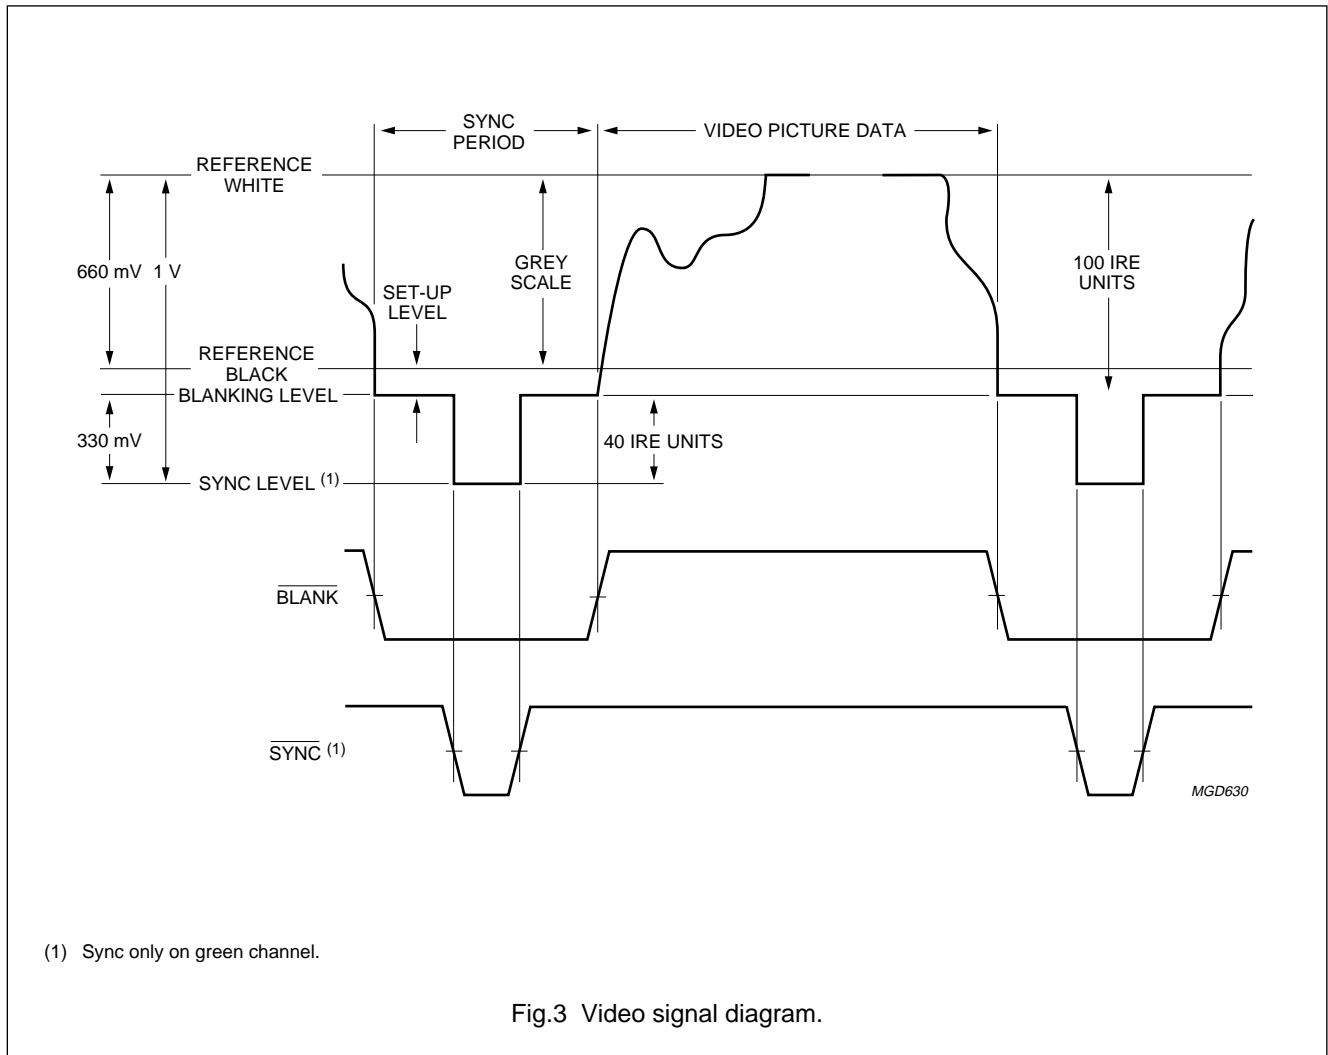 SYNC
PERIOD
VIDEO PICTURE DATA
REFERENCE
WHITE
660 mV
1 V
SET-UP
LEVEL
GREY
SCALE
100 IRE
UNITS
REFERENCE
BLACK
BLANKING LEVEL
330 mV
40 IRE UNITS
SYNC LEVEL (1)
BLANK
SYNC (1)
MGD630
(1) Sync only on green channel.
Fig.3 Video signal diagram.